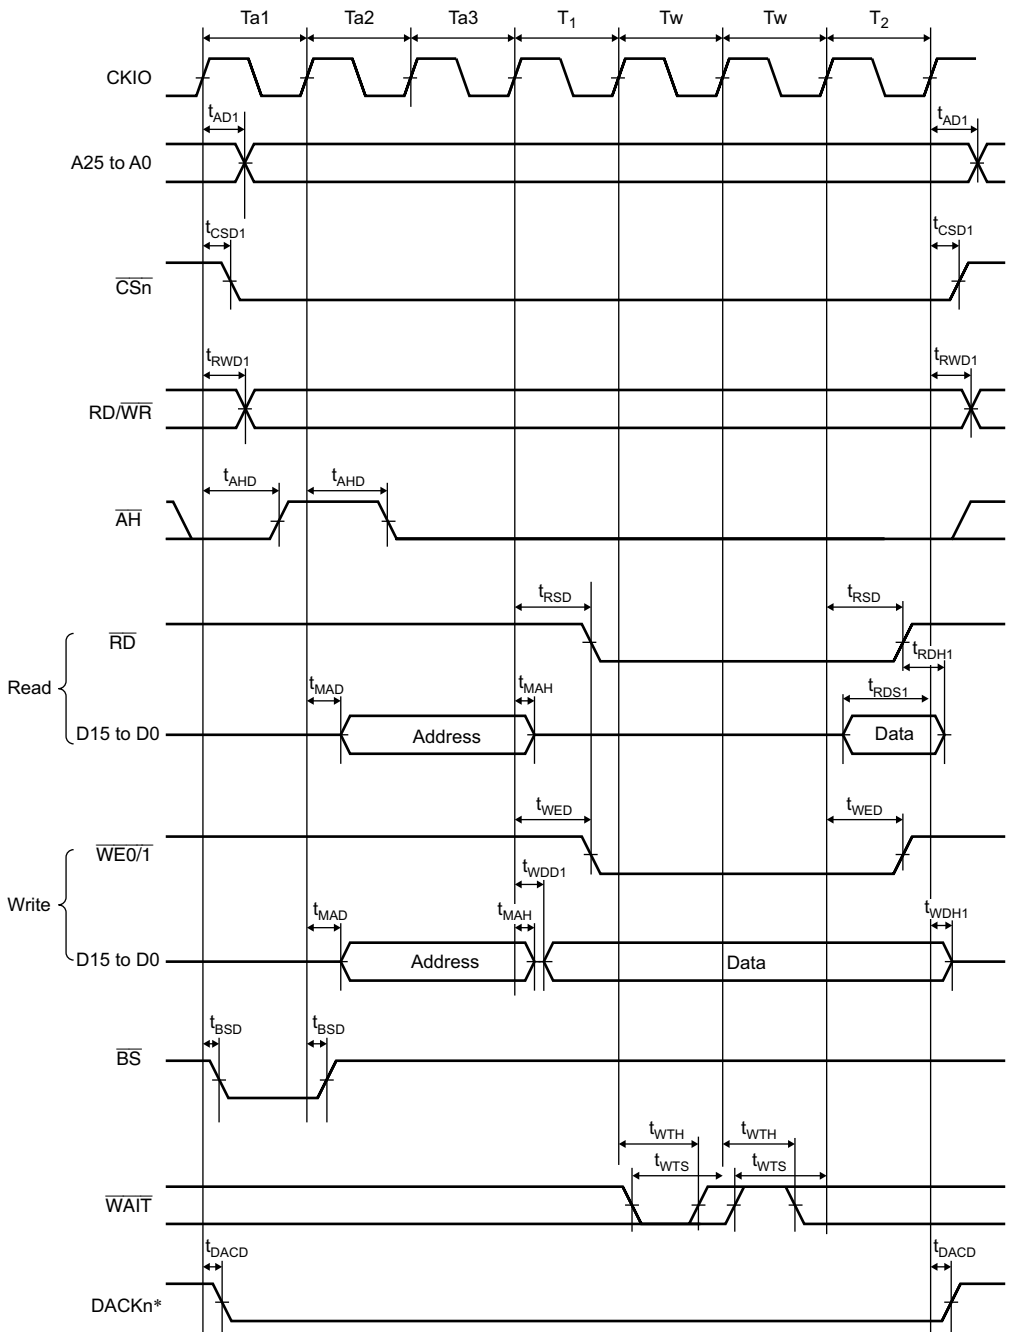 Ta1 Ta2 Ta3 T1 Tw Tw T2
CKIO
tAD1 tAD1
A25 to A0
tCSD1 tCSD1
CSn
tRWD1 tRWD1
RD/WR
tAHD tAHD
AH
tRSD tRSD
RD
tRDH1
Read
tMAD tMAH tRDS1
D15 to D0 Address Data
tWED tWED
WE0/1
tWDD1
Write
tMAD tMAH tWDH1
D15 to D0 Address Data
tBSD tBSD
BS
tWTH tWTH
tWTS tWTS
WAIT
tDACD tDACD
DACKn*